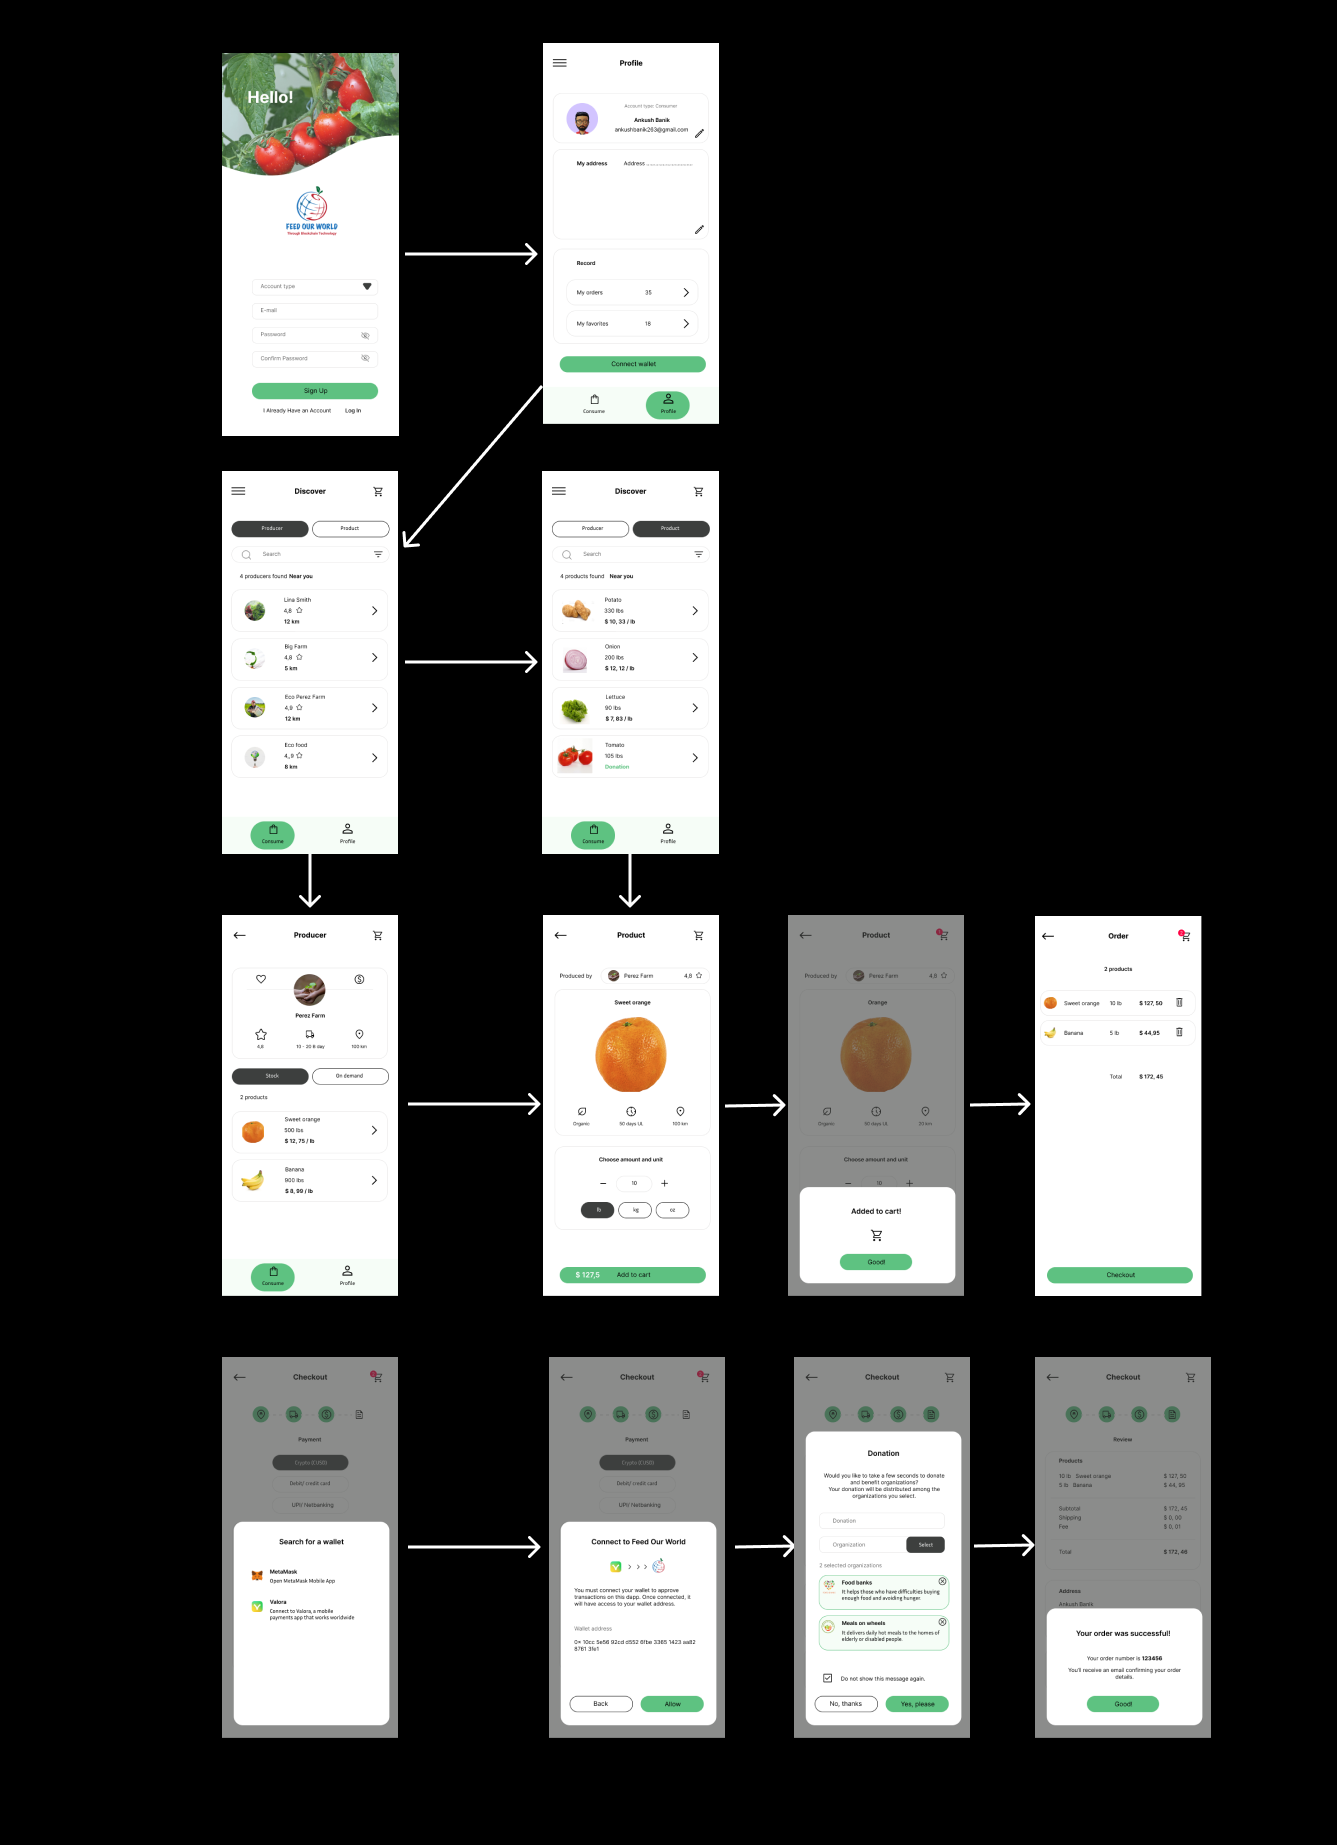 Hello!
FEED OUR WORLD
Through Blockchain Technology
Account type
E-mail
Password
Confirm Password
Sign Up
I Already Have an Account Log In
Profile
Account type: Consumer
Ankush Banik
ankushbanik263@gmail.com
My address Address
Record
My orders 35
My favorites 18
Connect wallet
Consume Profile
Discover
Producer Product
Search
4 producers found Near you
Lina Smith
4,8
12 km
Big Farm
4,8
5 km
Eco Perez Farm
4,9
12 km
Eco food
4,,9
8 km
Consume Profile
Discover
Producer Product
Search
4 products found Near you
Potato
330 lbs
$ 10, 33 / lb
Onion
200 lbs
$ 12, 12 / lb
Lettuce
90 lbs
$ 7, 83 / lb
Tomato
105 lbs
Donation
Consume Profile
Producer
Perez Farm
4,8 10 - 20 B day 100 km
Stock On demand
2 products
Sweet orange
500 lbs
$ 12, 75 / lb
Banana
900 lbs
$ 8, 99 / lb
Consume Profile
Product
Produced by Perez Farm 4,8
Sweet orange
Organic 50 days UL 100 km
Choose amount and unit
10
lb kg oz
$ 127,5 Add to cart
Product
Produced by Perez Farm 4,8
Orange
Organic 50 days UL 20 km
Choose amount and unit
10
Added to cart!
Good!
Order
2 products
Sweet orange 10 lb $ 127, 50
Banana 5 lb $ 44,95
Total $ 172, 45
Checkout
Checkout
Payment
Crypto (CUSD)
Debit/ credit card
UPI/ Netbanking
Search for a wallet
MetaMask
Open MetaMask Mobile App
Valora
Connect to Valora, a mobile
payments app that works worldwide
Checkout
Payment
Crypto (CUSD)
Debit/ credit card
UPI/ Netbanking
Connect to Feed Our World
You must connect your wallet to approve
transactions on this dapp. Once connected, it
will have access to your wallet address.
Wallet address
0x 10cc 5e56 92cd d552 6fbe 3365 1423 aa82
8761 3fe1
Back Allow
Checkout
Donation
Would you like to take a few seconds to donate
and benefit organizations?
Your donation will be distributed among the
organizations you select.
Donation
Organization Select
2 selected organizations
Food banks
It helps those who have difficulties buying
enough food and avoiding hunger.
Meals on wheels
It delivers daily hot meals to the homes of
elderly or disabled people.
Do not show this message again.
No, thanks Yes, please
Checkout
Review
Products
10 lb Sweet orange $ 127, 50
5 lb Banana $ 44, 95
Subtotal $ 172, 45
Shipping $ 0, 00
Fee $ 0, 01
Total $ 172, 46
Address
Ankush Banik
Your order was successful!
Your order number is 123456
You'll receive an email confirming your order
details.
Good!